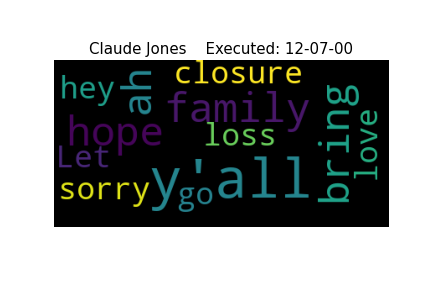 Claude Jones    Executed: 12-07-00
closure
hey
ah
family
bring
hope
loss
love
Let
sorry
y'all
go